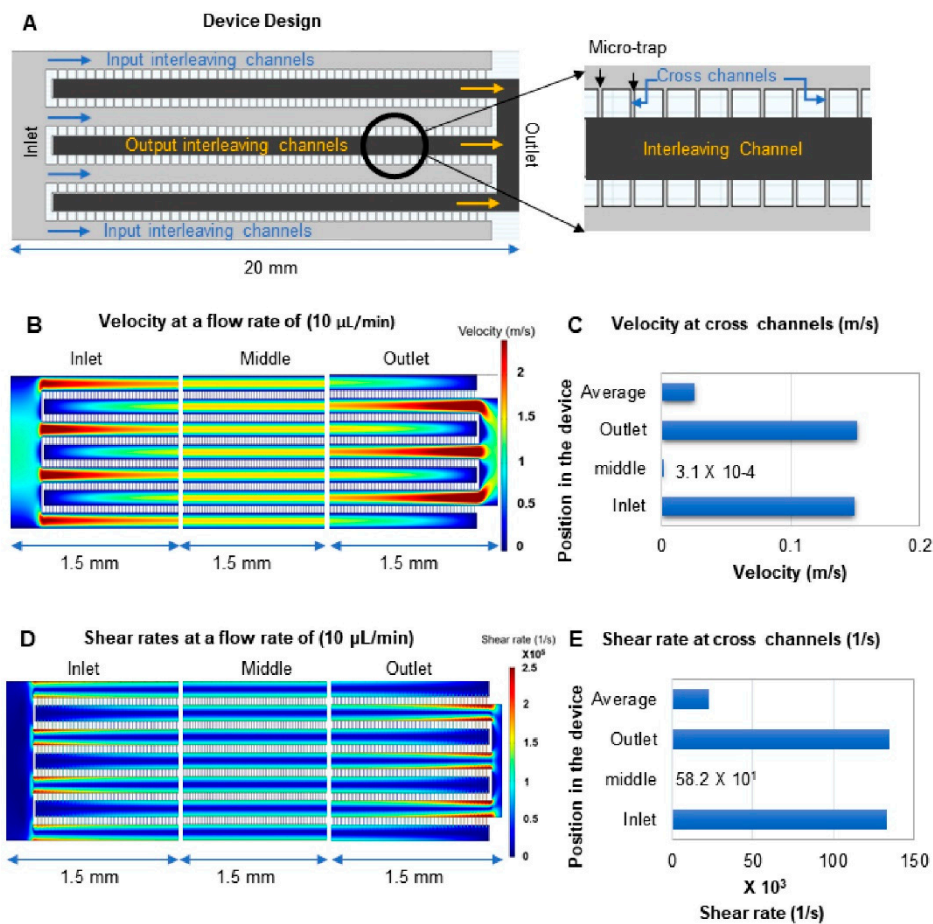 A
Device Design
Input interleaving channels
Inlet
Output interleaving channels
Outlet
Input interleaving channels
20 mm
Micro-trap
Cross channels
Interleaving Channel
B
Velocity at a flow rate of (10 µL/min)
Velocity (m/s)
Inlet
Middle
Outlet
2
1.5
1
0.5
0
1.5 mm
1.5 mm
1.5 mm
C
Velocity at cross channels (m/s)
Position in the device
Average
Outlet
middle
3.1 X 10-4
Inlet
0
0.1
0.2
Velocity (m/s)
D
Shear rates at a flow rate of (10 µL/min)
Shear rate (1/s)
X10⁵
Inlet
Middle
Outlet
2.5
2
1.5
1
0.5
0
1.5 mm
1.5 mm
1.5 mm
E
Shear rate at cross channels (1/s)
Position in the device
Average
Outlet
middle
58.2 X 10¹
Inlet
0
50
100
150
X 10³
Shear rate (1/s)